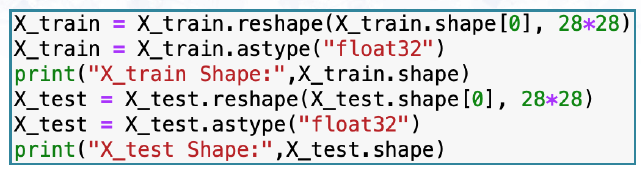 X_train = X_train.reshape(X_train.shape[0], 28*28)
X_train = X_train.astype("float32")
print("X_train Shape:",X_train.shape)
X_test = X_test.reshape(X_test.shape[0], 28*28)
X_test = X_test.astype("float32")
print("X_test Shape:",X_test.shape)